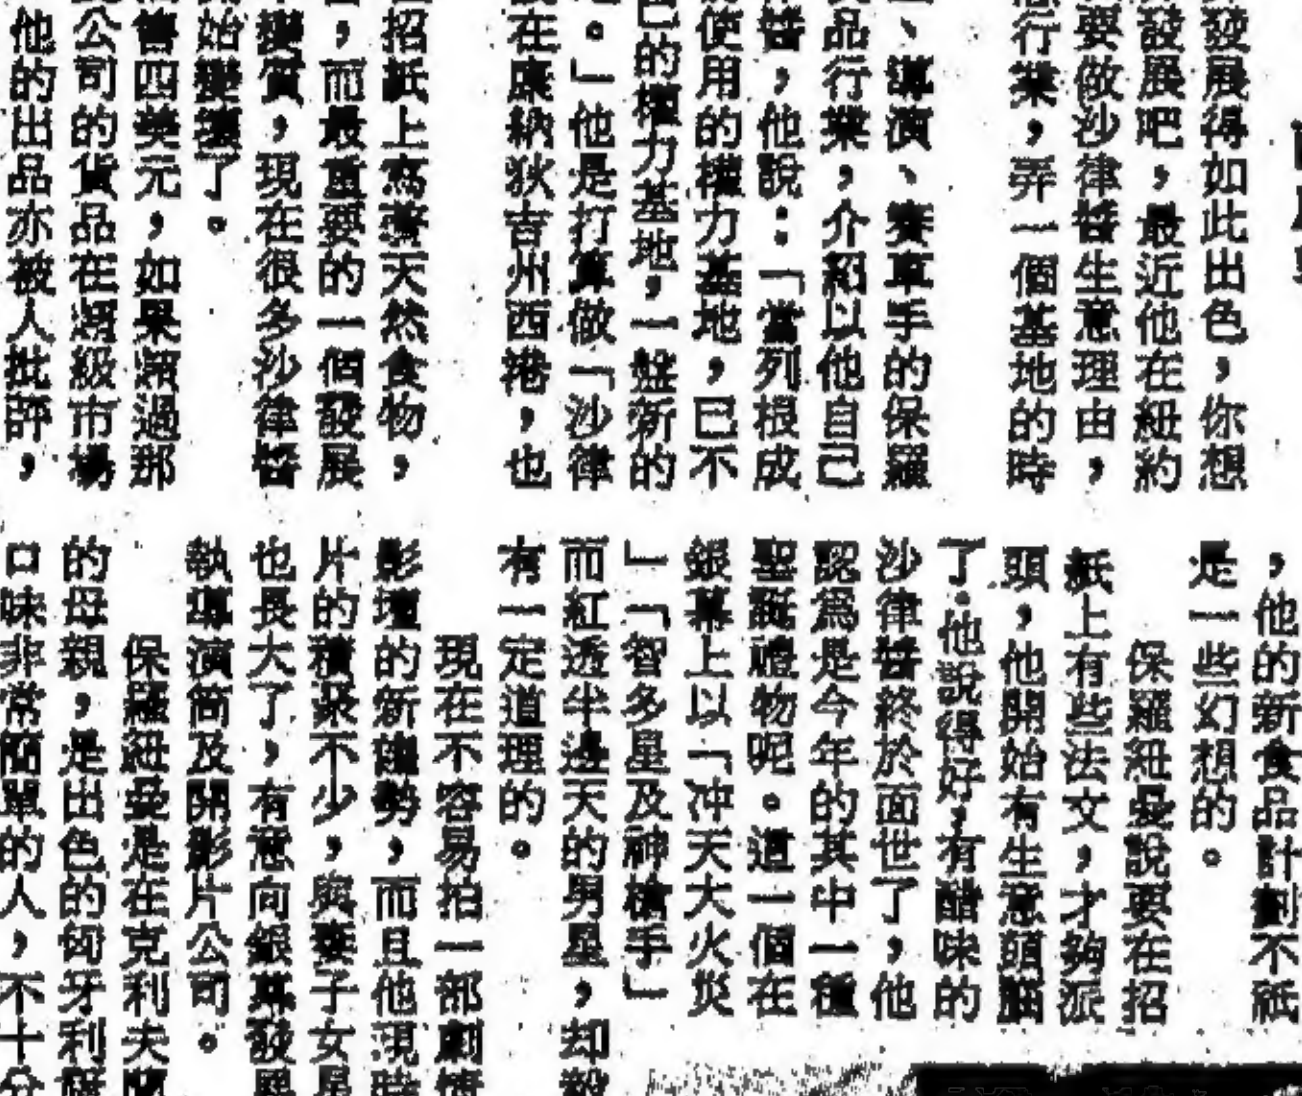 發展得如此出色，你想
發展吧，最近他在紐約
要做沙律醬生意理由，
行業，弄一個基地的時
、導演、賽車手的保羅
品行業，介紹以他自己
醬，他說：「當列根成
使用的權力基地，已不
己的權力基地，一盤新的
。」他是打算做「沙律
在康納狄吉州西港，也
招紙上寫着天然食物，
，而最重要的一個發展
變質，現在很多沙律醬
始變壞了。
售四美元，如果超過那
公司的貨品在超級市場
他的出品亦被人批評，
，他的新食品計劃不祇
是一些幻想的。
保羅紐曼說要在招
紙上有些法文，才夠派
頭，他開始有生意頭腦
了。他說得好，有醋味的
沙律醬終於面世了，他
認爲是今年的其中一種
聖誕禮物呢。這一個在
銀幕上以「冲天大火災
」「智多星及神槍手」
而紅透半邊天的男星，却
有一定道理的。
現在不容易拍一部劇情
影壇的新趨勢，而且他現時
片的積聚不少，與妻子女星
也長大了，有意向銀幕發展
執導演筒及開影片公司。
保羅紐曼是在克利夫蘭
的母親，是出色的匈牙利
口味非常簡單的人，不十分